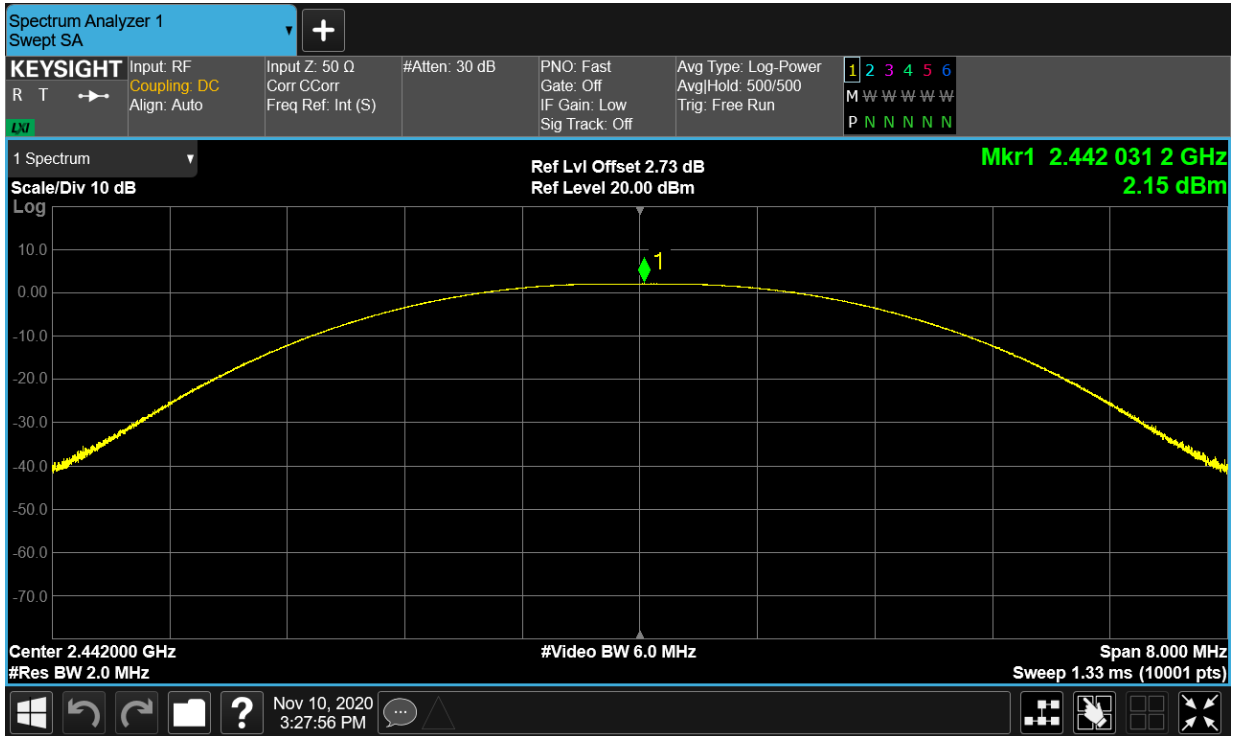 Spectrum Analyzer 1
Swept SA
+
KEYSIGHT
R T
LXI
Input: RF
Coupling: DC
Align: Auto
Input Z: 50 Ω
Corr CCorr
Freq Ref: Int (S)
#Atten: 30 dB
PNO: Fast
Gate: Off
IF Gain: Low
Sig Track: Off
Avg Type: Log-Power
Avg|Hold: 500/500
Trig: Free Run
1 2 3 4 5 6
M W W W W W
P N N N N N
1 Spectrum
Scale/Div 10 dB
Log
Ref Lvl Offset 2.73 dB
Ref Level 20.00 dBm
Mkr1 2.442 031 2 GHz
2.15 dBm
1
10.0
0.00
-10.0
-20.0
-30.0
-40.0
-50.0
-60.0
-70.0
Center 2.442000 GHz
#Res BW 2.0 MHz
#Video BW 6.0 MHz
Span 8.000 MHz
Sweep 1.33 ms (10001 pts)
?
Nov 10, 2020
3:27:56 PM